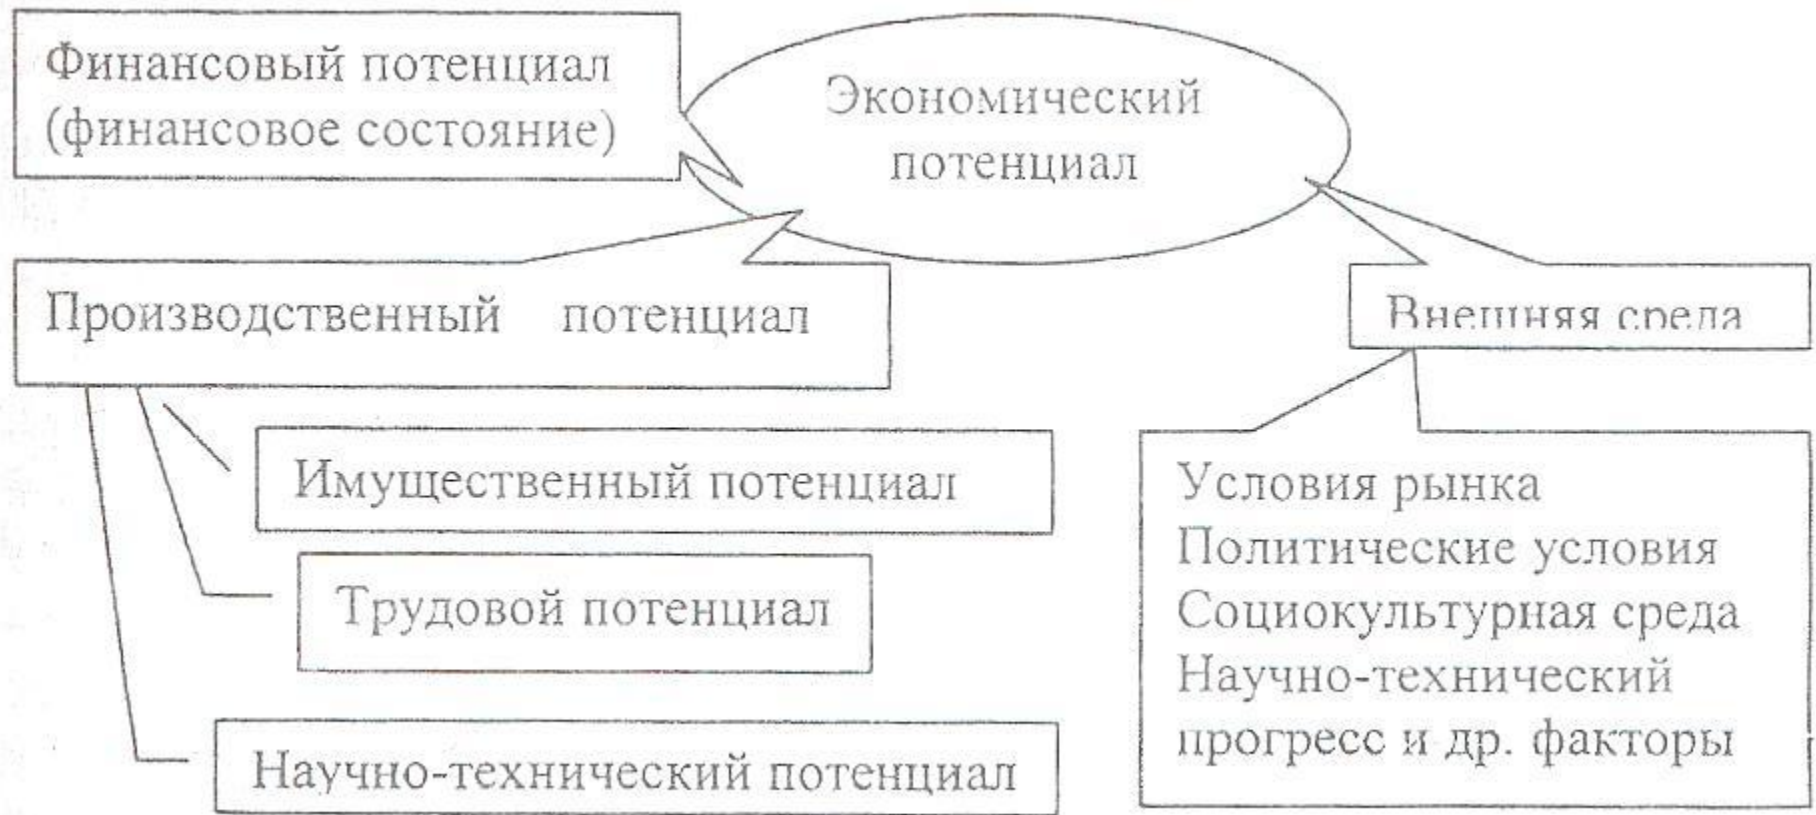 Финансовый потенциал
(финансовое состояние)
Экономический
потенциал
Производственный потенциал
Внешняя среда
Имущественный потенциал
Трудовой потенциал
Научно-технический потенциал
Условия рынка
Политические условия
Социокультурная среда
Научно-технический
прогресс и др. факторы